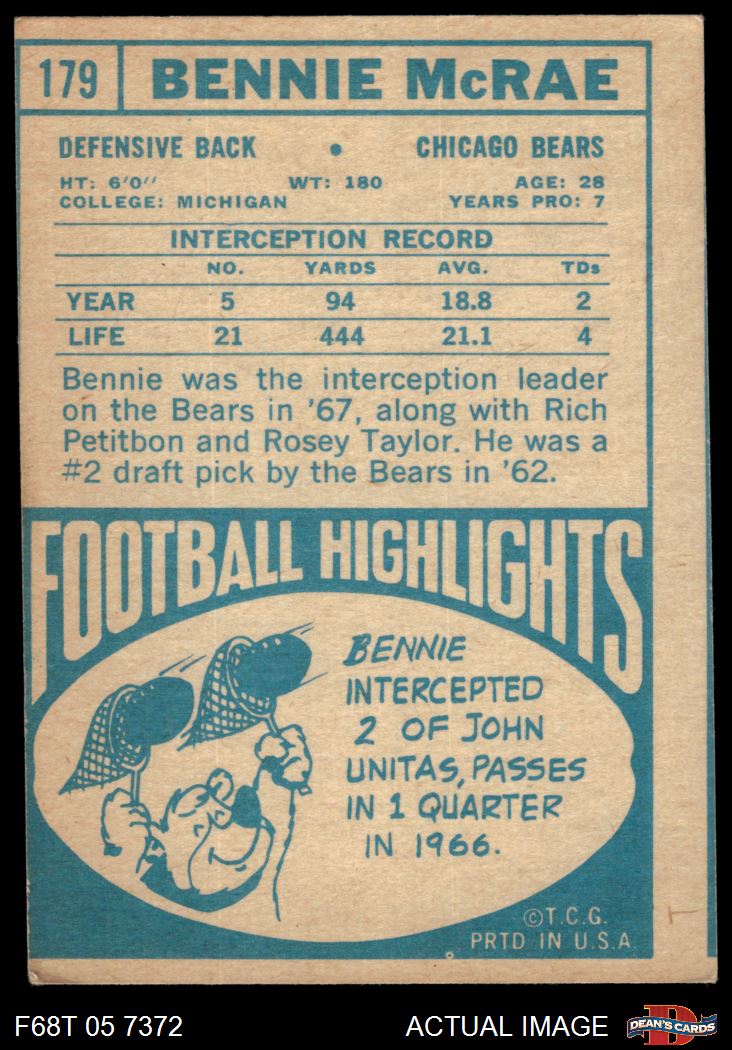 179 BENNIE McRAE
DEFENSIVE BACK • CHICAGO BEARS
HT: 6'0'' WT: 180 AGE: 28
COLLEGE: MICHIGAN YEARS PRO: 7
INTERCEPTION RECORD
NO. YARDS AVG. TDs
YEAR 5 94 18.8 2
LIFE 21 444 21.1 4
Bennie was the interception leader
on the Bears in '67, along with Rich
Petitbon and Rosey Taylor. He was a
#2 draft pick by the Bears in '62.
FOOTBALL HIGHLIGHTS
BENNIE
INTERCEPTED
2 OF JOHN
UNITAS, PASSES
IN 1 QUARTER
IN 1966.
©T.C.G.
PRTD IN U.S.A.
F68T 05 7372 ACTUAL IMAGE DEAN'S CARDS